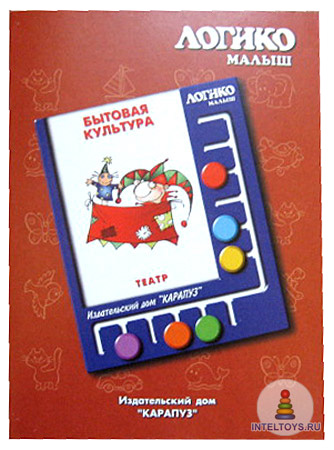 ЛОГИКО
МАЛЫШ
ЛОГИКО
МАЛЫШ
БЫТОВАЯ
КУЛЬТУРА
ТЕАТР
Издательский дом "КАРАПУЗ"
Издательский дом
"КАРАПУЗ"
INTELTOYS.RU